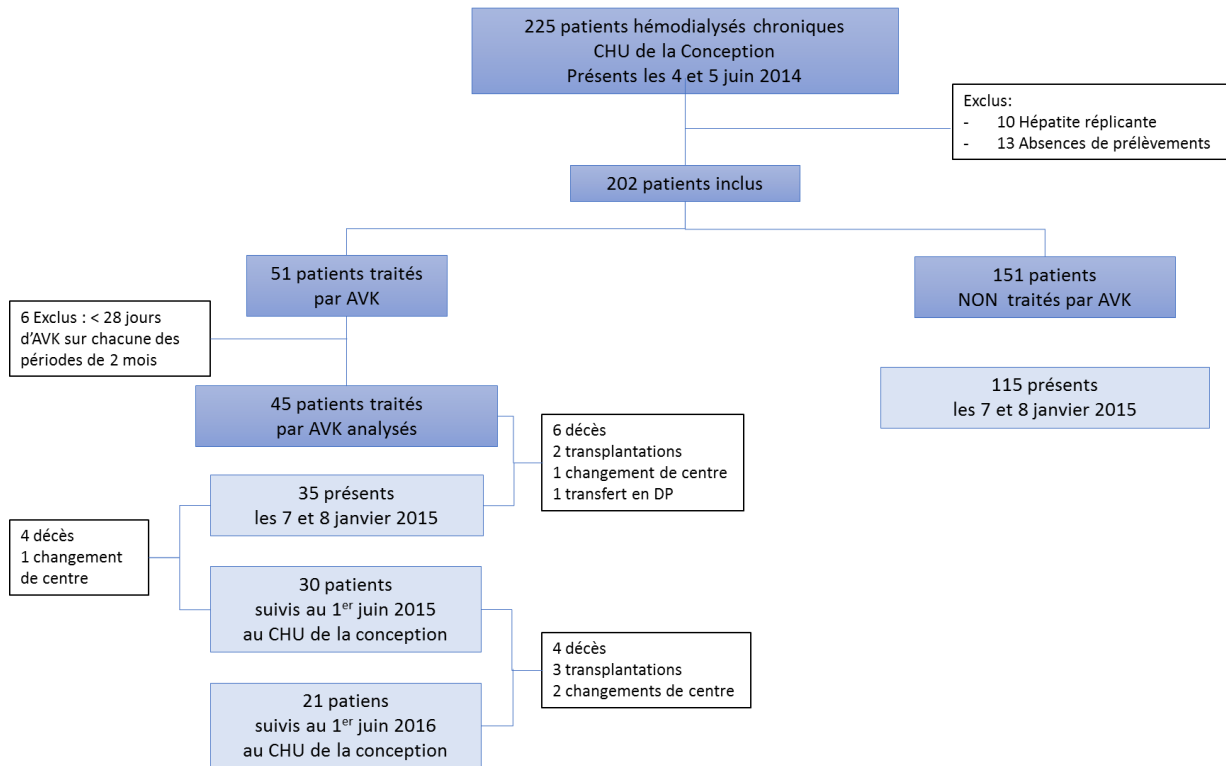 225 patients hémodialysés chroniques
CHU de la Conception
Présents les 4 et 5 juin 2014
Exclus:
- 10 Hépatite réplicante
- 13 Absences de prélèvements
202 patients inclus
51 patients traités
par AVK
151 patients
NON traités par AVK
6 Exclus : < 28 jours
d'AVK sur chacune des
périodes de 2 mois
115 présents
les 7 et 8 janvier 2015
45 patients traités
par AVK analysés
6 décès
2 transplantations
1 changement de centre
1 transfert en DP
35 présents
les 7 et 8 janvier 2015
4 décès
1 changement
de centre
30 patients
suivis au 1er juin 2015
au CHU de la conception
4 décès
3 transplantations
2 changements de centre
21 patiens
suivis au 1er juin 2016
au CHU de la conception